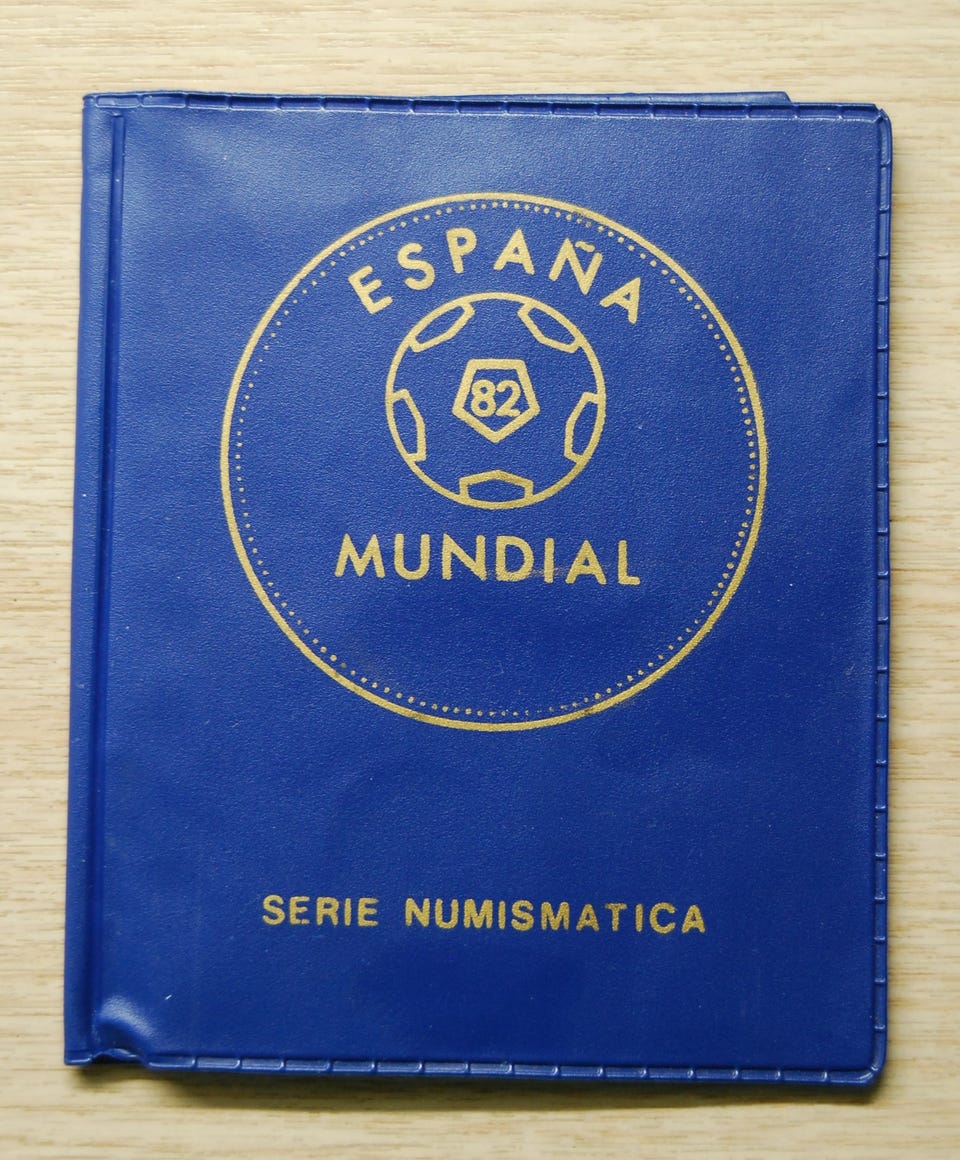 ESPAÑA
82
MUNDIAL
SERIE NUMISMATICA